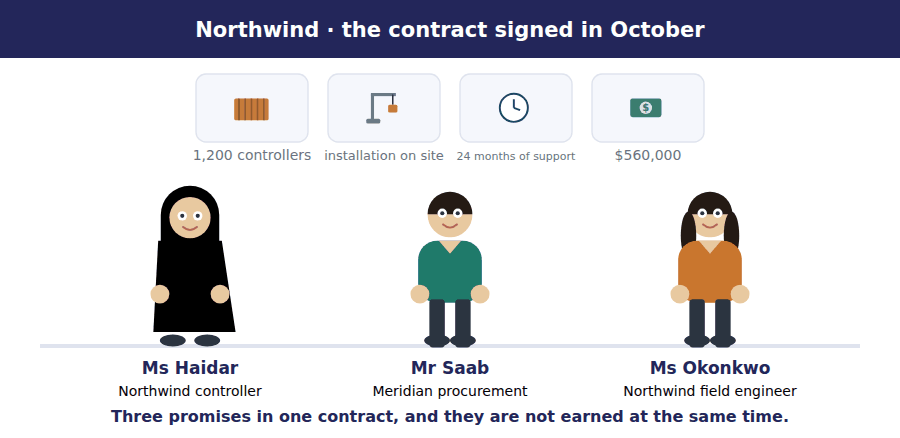 Northwind · the contract signed in October
$
1,200 controllers
installation on site
24 months of support
$560,000
Ms Haidar
Mr Saab
Ms Okonkwo
Northwind controller
Meridian procurement
Northwind field engineer
Three promises in one contract, and they are not earned at the same time.